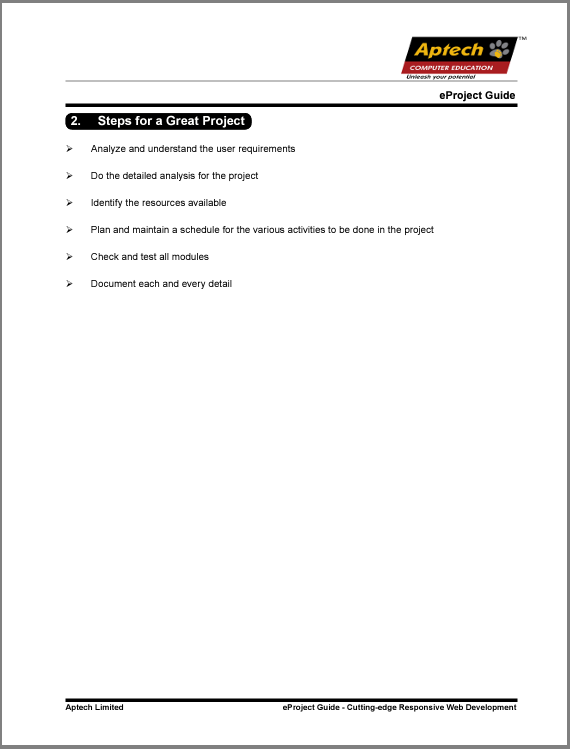 Aptech ™
COMPUTER EDUCATION
Unleash your potential
eProject Guide
2. Steps for a Great Project
➢ Analyze and understand the user requirements
➢ Do the detailed analysis for the project
➢ Identify the resources available
➢ Plan and maintain a schedule for the various activities to be done in the project
➢ Check and test all modules
➢ Document each and every detail
Aptech Limited eProject Guide - Cutting-edge Responsive Web Development